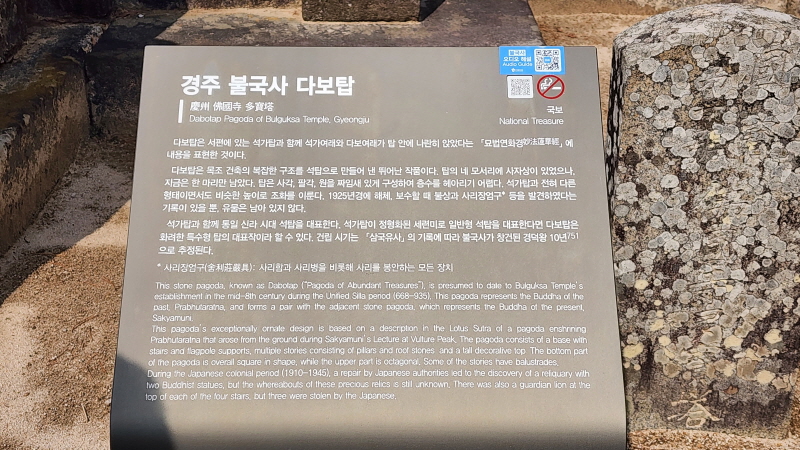 경주 불국사 다보탑
慶州 佛國寺 多寶塔
Dabotap Pagoda of Bulguksa Temple, Gyeongju
불국사
오디오 해설
Audio Guide
국보
National Treasure
다보탑은 서편에 있는 석가탑과 함께 석가여래와 다보여래가 탑 안에 나란히 앉았다는 「묘법연화경妙法蓮華經」에
내용을 표현한 것이다.
다보탑은 목조 건축의 복잡한 구조를 석탑으로 만들어 낸 뛰어난 작품이다. 탑의 네 모서리에 사자상이 있었으나,
지금은 한 마리만 남았다. 탑은 사각, 팔각, 원을 짜임새 있게 구성하여 층수를 헤아리기 어렵다. 석가탑과 전혀 다른
형태이면서도 비슷한 높이로 조화를 이룬다. 1925년경에 해체, 보수할 때 불상과 사리장엄구* 등을 발견하였다는
기록이 있을 뿐, 유물은 남아 있지 않다.
석가탑과 함께 통일 신라 시대 석탑을 대표한다. 석가탑이 정형화된 세련미로 일반형 석탑을 대표한다면 다보탑은
화려한 특수형 탑의 대표작이라 할 수 있다. 건립 시기는 「삼국유사」의 기록에 따라 불국사가 창건된 경덕왕 10년751
으로 추정된다.
* 사리장엄구(舍利莊嚴具): 사리함과 사리병을 비롯해 사리를 봉안하는 모든 장치
This stone pagoda, known as Dabotap ("Pagoda of Abundant Treasures"), is presumed to date to Bulguksa Temple's
establishment in the mid-8th century during the Unified Silla period (668–935). This pagoda represents the Buddha of the
past, Prabhutaratna, and forms a pair with the adjacent stone pagoda, which represents the Buddha of the present,
Sakyamuni.
This pagoda's exceptionally ornate design is based on a description in the Lotus Sutra of a pagoda enshrining
Prabhutaratna that arose from the ground during Sakyamuni's Lecture at Vulture Peak. The pagoda consists of a base with
stairs and flagpole supports, multiple stories consisting of pillars and roof stones, and a tall decorative top. The bottom part
of the pagoda is overall square in shape, while the upper part is octagonal. Some of the stories have balustrades.
During the Japanese colonial period (1910–1945), a repair by Japanese authorities led to the discovery of a reliquary with
two Buddhist statues, but the whereabouts of these precious relics is still unknown. There was also a guardian lion at the
top of each of the four stairs, but three were stolen by the Japanese.